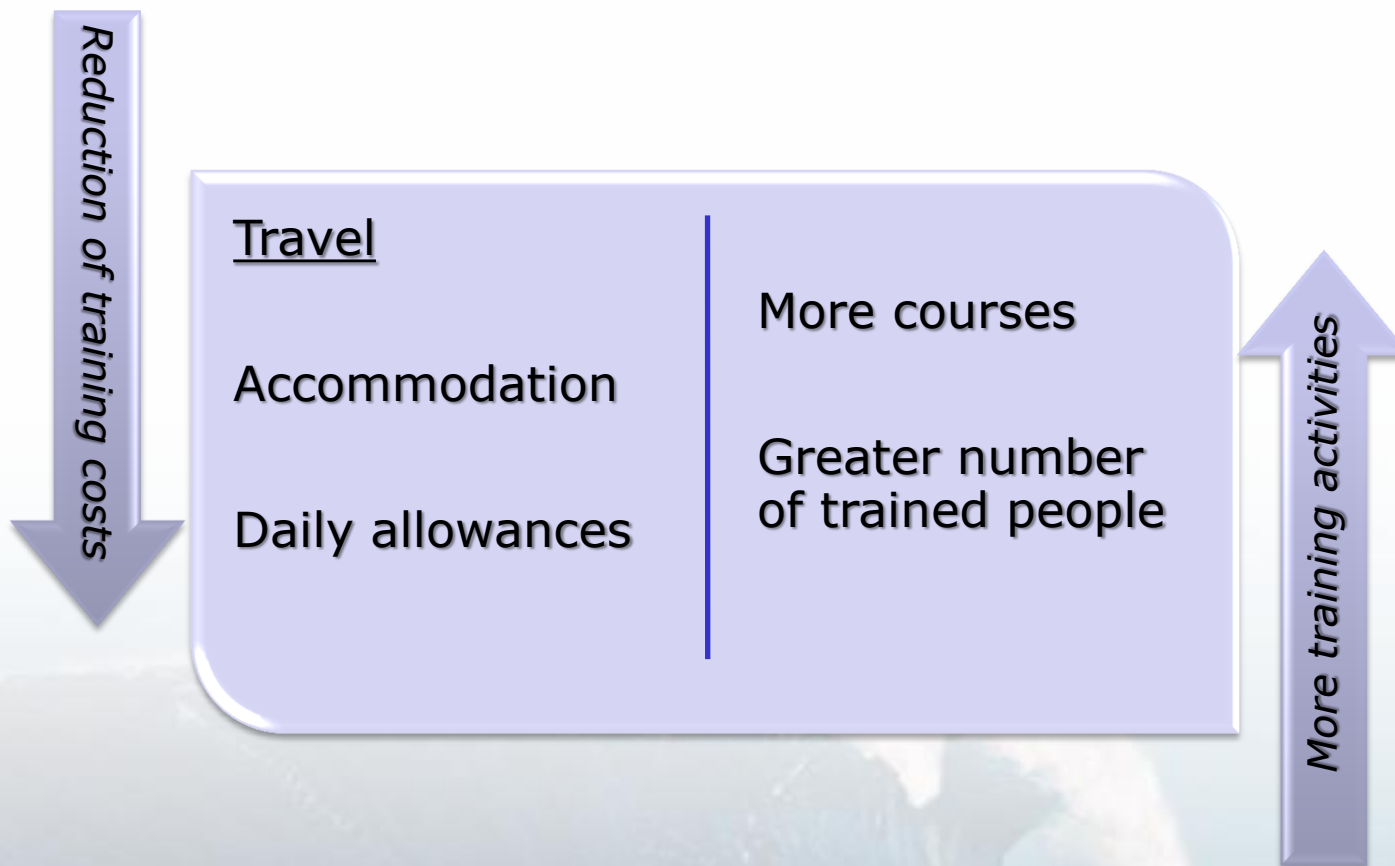 Reduction of training costs
Travel
Accommodation
Daily allowances
More courses
Greater number
of trained people
More training activities